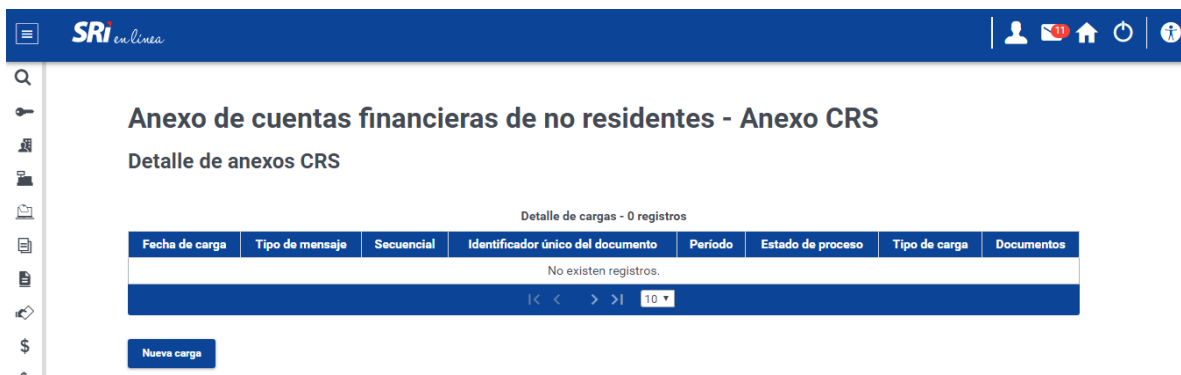 SRi en línea
11
Anexo de cuentas financieras de no residentes - Anexo CRS
Detalle de anexos CRS
Detalle de cargas - 0 registros
Fecha de carga Tipo de mensaje Secuencial Identificador único del documento Período Estado de proceso Tipo de carga Documentos
No existen registros.
10
Nueva carga